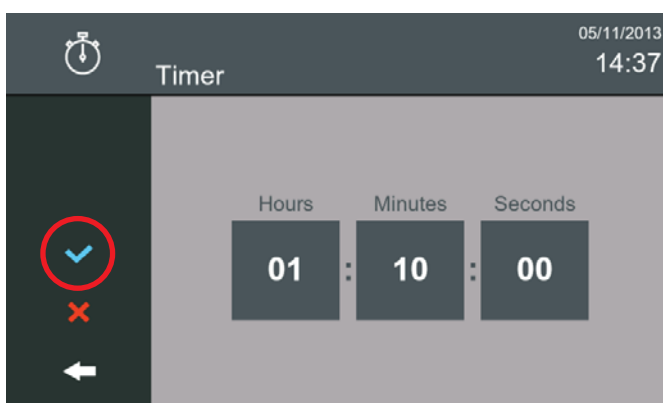 05/11/2013
14:37
Timer
Hours Minutes Seconds
01 : 10 : 00